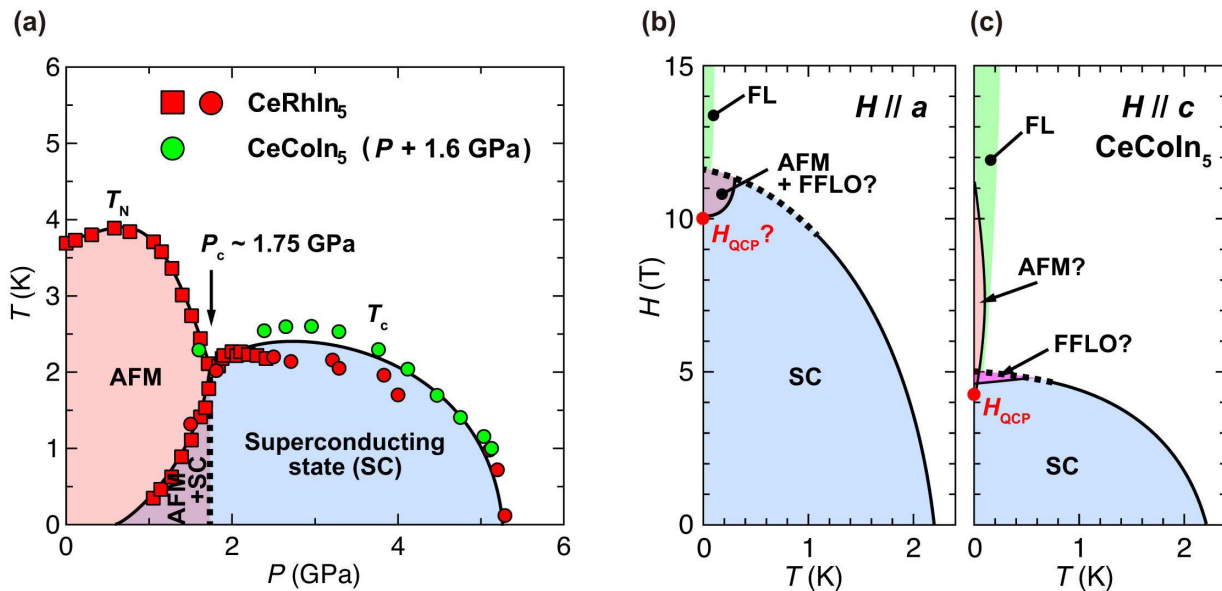 (a)
6
5
4
3
2
1
0
T (K)
0
2
4
6
P (GPa)
CeRhIn5
CeCoIn5 (P + 1.6 GPa)
TN
Pc ~ 1.75 GPa
Tc
AFM
AFM
+SC
Superconducting
state (SC)
(b)
15
10
5
0
H (T)
0
1
2
T (K)
H // a
FL
AFM
+ FFLO?
HQCP?
SC
(c)
0
1
2
T (K)
H // c
CeCoIn5
FL
AFM?
FFLO?
HQCP
SC